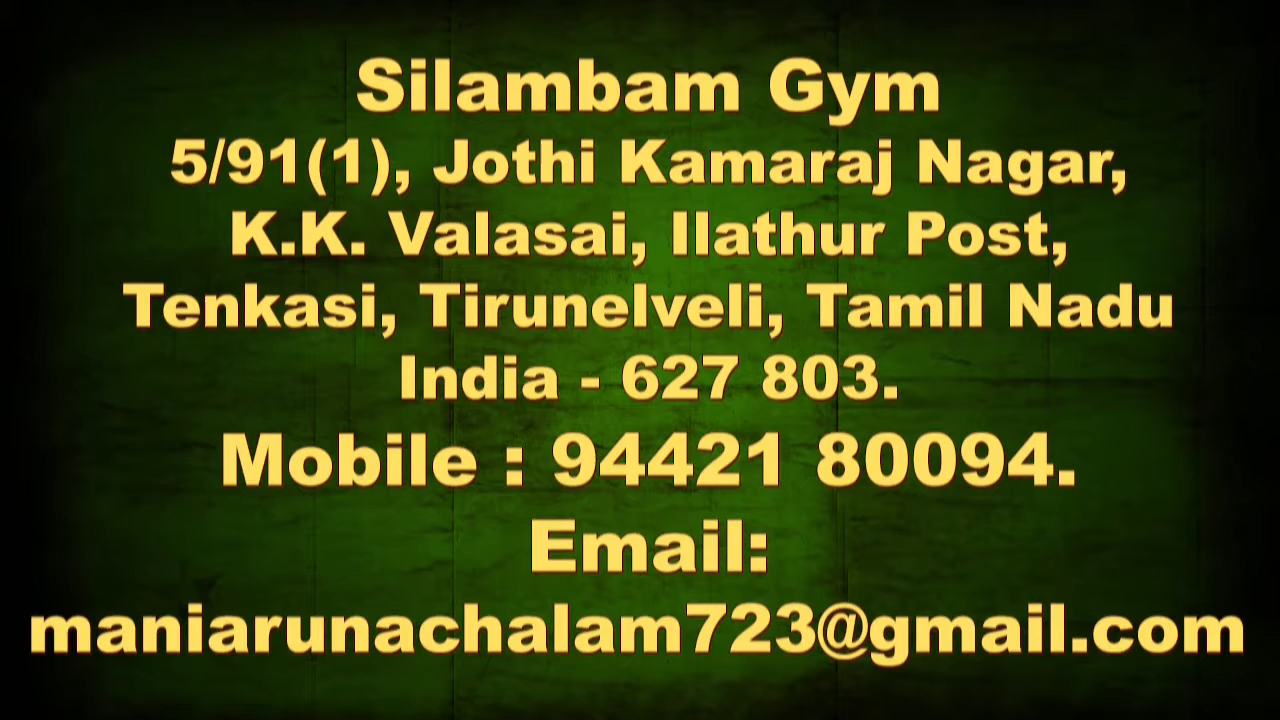 Silambam Gym
5/91(1), Jothi Kamaraj Nagar,
K.K. Valasai, Ilathur Post,
Tenkasi, Tirunelveli, Tamil Nadu
India - 627 803.
Mobile : 94421 80094.
Email:
maniarunachalam723@gmail.com